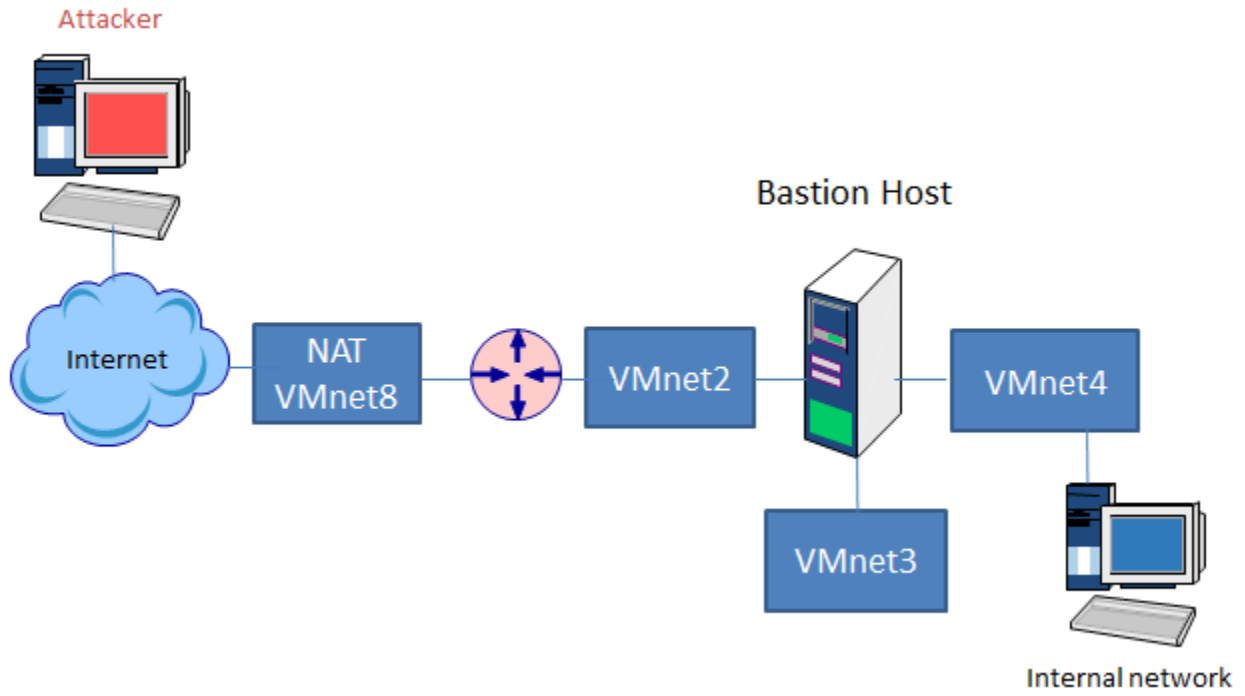 Attacker
Bastion Host
Internet
NAT
VMnet8
VMnet2
VMnet4
VMnet3
Internal network